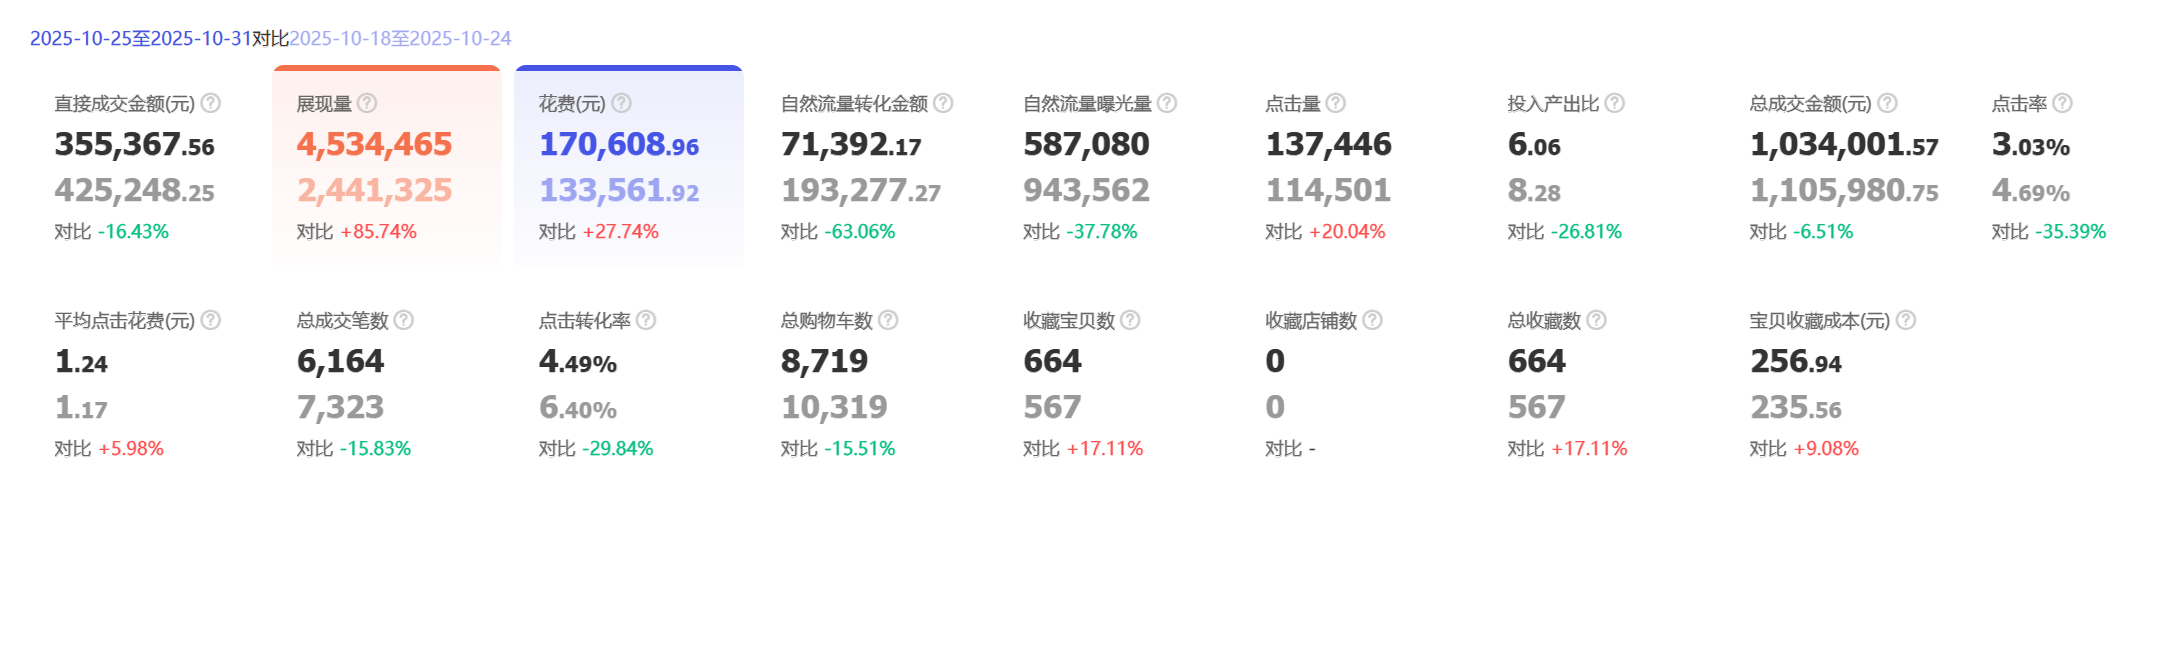 2025-10-25至2025-10-31对比2025-10-18至2025-10-24
直接成交金额(元) 展现量 花费(元) 自然流量转化金额 自然流量曝光量 点击量 投入产出比 总成交金额(元) 点击率
355,367.56 4,534,465 170,608.96 71,392.17 587,080 137,446 6.06 1,034,001.57 3.03%
425,248.25 2,441,325 133,561.92 193,277.27 943,562 114,501 8.28 1,105,980.75 4.69%
对比 -16.43% 对比 +85.74% 对比 +27.74% 对比 -63.06% 对比 -37.78% 对比 +20.04% 对比 -26.81% 对比 -6.51% 对比 -35.39%
平均点击花费(元) 总成交笔数 点击转化率 总购物车数 收藏宝贝数 收藏店铺数 总收藏数 宝贝收藏成本(元)
1.24 6,164 4.49% 8,719 664 0 664 256.94
1.17 7,323 6.40% 10,319 567 0 567 235.56
对比 +5.98% 对比 -15.83% 对比 -29.84% 对比 -15.51% 对比 +17.11% 对比 - 对比 +17.11% 对比 +9.08%